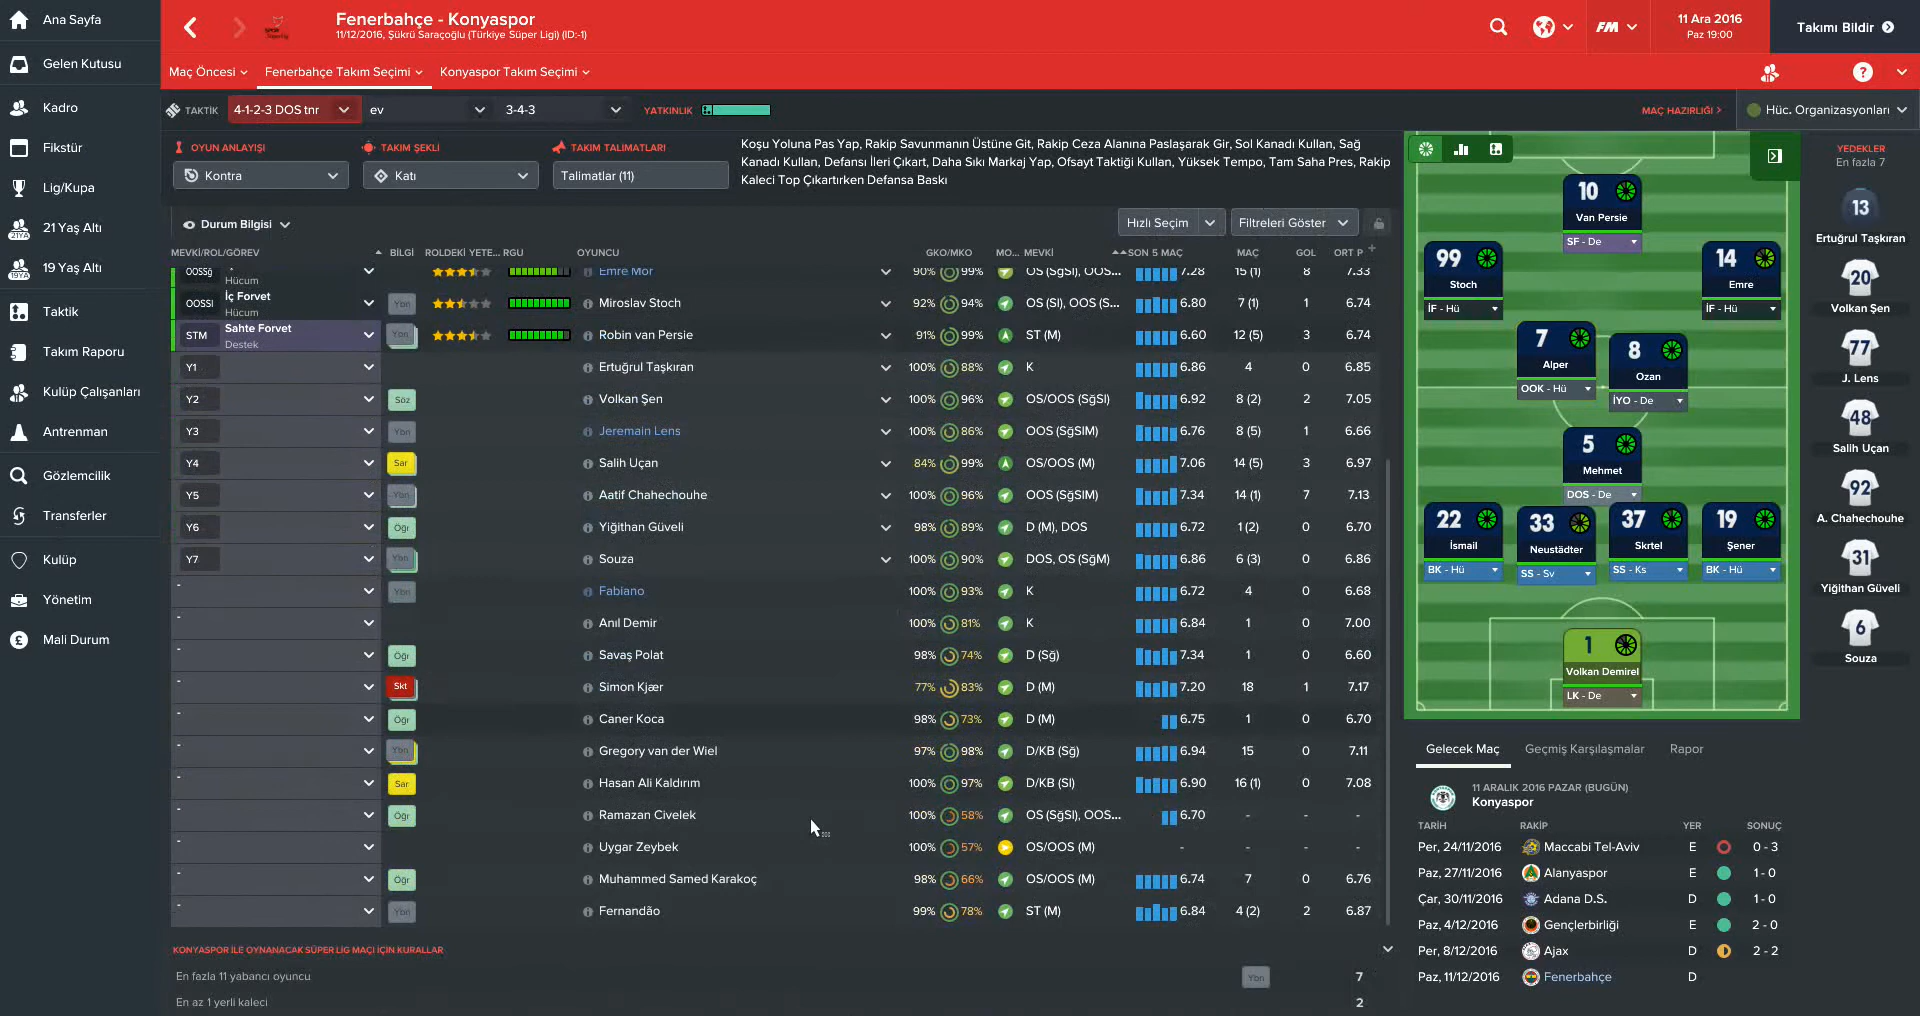 Ana Sayfa
Gelen Kutusu
Kadro
Fikstür
Lig/Kupa
21 Yaş Altı
19 Yaş Altı
Taktik
Takım Raporu
Kulüp Çalışanları
Antrenman
Gözlemcilik
Transferler
Kulüp
Yönetim
Mali Durum
Fenerbahçe - Konyaspor
11/12/2016, Şükrü Saraçoğlu (Türkiye Süper Ligi) (ID:-1)
FM
11 Ara 2016
Paz 19:00
Takımı Bildir
Maç Öncesi
Fenerbahçe Takım Seçimi
Konyaspor Takım Seçimi
TAKTİK
4-1-2-3 DOS tnr
ev
3-4-3
YATKINLIK
MAÇ HAZIRLIĞI >
Hüc. Organizasyonları
OYUN ANLAYIŞI
TAKIM ŞEKLİ
TAKIM TALİMATLARI
Kontra
Katı
Talimatlar (11)
Koşu Yoluna Pas Yap, Rakip Savunmanın Üstüne Git, Rakip Ceza Alanına Paslaşarak Gir, Sol Kanadı Kullan, Sağ
Kanadı Kullan, Defansı İleri Çıkart, Daha Sıkı Markaj Yap, Ofsayt Taktiği Kullan, Yüksek Tempo, Tam Saha Pres, Rakip
Kaleci Top Çıkartırken Defansa Baskı
Durum Bilgisi
Hızlı Seçim
Filtreleri Göster
MEVKİ/ROL/GÖREV BİLGİ ROLDEKİ YETE... RGU OYUNCU GKO/MKO MO... MEVKİ SON 5 MAÇ MAÇ GOL ORT P
OOSSğ Hücum Emre Mor 90% 99% OS (SğSl), OOS... 7.28 15 (1) 8 7.33
OOSSl İç Forvet Hücum Ybn Miroslav Stoch 92% 94% OS (Sl), OOS (S... 6.80 7 (1) 1 6.74
STM Sahte Forvet Destek Ybn Robin van Persie 91% 99% ST (M) 6.60 12 (5) 3 6.74
Y1 Ertuğrul Taşkıran 100% 88% K 6.86 4 0 6.85
Y2 Söz Volkan Şen 100% 96% OS/OOS (SğSl) 6.92 8 (2) 2 7.05
Y3 Ybn Jeremain Lens 100% 86% OOS (SğSlM) 6.76 8 (5) 1 6.66
Y4 Sar Salih Uçan 84% 99% OS/OOS (M) 7.06 14 (5) 3 6.97
Y5 Ybn Aatif Chahechouhe 100% 96% OOS (SğSlM) 7.34 14 (1) 7 7.13
Y6 Öğr Yiğithan Güveli 98% 89% D (M), DOS 6.72 1 (2) 0 6.70
Y7 Ybn Souza 100% 90% DOS, OS (SğM) 6.86 6 (3) 0 6.86
- Ybn Fabiano 100% 93% K 6.72 4 0 6.68
- Anıl Demir 100% 81% K 6.84 1 0 7.00
- Öğr Savaş Polat 98% 74% D (Sğ) 7.34 1 0 6.60
- Skt Simon Kjær 77% 83% D (M) 7.20 18 1 7.17
- Öğr Caner Koca 98% 73% D (M) 6.75 1 0 6.70
- Ybn Gregory van der Wiel 97% 98% D/KB (Sğ) 6.94 15 0 7.11
- Sar Hasan Ali Kaldırım 100% 97% D/KB (Sl) 6.90 16 (1) 0 7.08
- Öğr Ramazan Civelek 100% 58% OS (SğSl), OOS... 6.70 - - -
- Uygar Zeybek 100% 57% OS/OOS (M) - - - -
- Öğr Muhammed Samed Karakoç 98% 66% OS/OOS (M) 6.74 7 0 6.76
- Ybn Fernandão 99% 78% ST (M) 6.84 4 (2) 2 6.87
KONYASPOR İLE OYNANACAK SÜPER LİG MAÇI İÇİN KURALLAR
En fazla 11 yabancı oyuncu Ybn 7
En az 1 yerli kaleci 2
10
Van Persie
SF - De
99
Stoch
İF - Hü
14
Emre
İF - Hü
7
Alper
OOK - Hü
8
Ozan
İYO - De
5
Mehmet
DOS - De
22
İsmail
BK - Hü
33
Neustädter
SS - Sv
37
Skrtel
SS - Ks
19
Şener
BK - Hü
1
Volkan Demirel
LK - De
YEDEKLER
En fazla 7
13
Ertuğrul Taşkıran
20
Volkan Şen
77
J. Lens
48
Salih Uçan
92
A. Chahechouhe
31
Yiğithan Güveli
6
Souza
Gelecek Maç
Geçmiş Karşılaşmalar
Rapor
11 ARALIK 2016 PAZAR (BUGÜN)
Konyaspor
TARİH RAKİP YER SONUÇ
Per, 24/11/2016 Maccabi Tel-Aviv E 0 - 3
Paz, 27/11/2016 Alanyaspor E 1 - 0
Çar, 30/11/2016 Adana D.S. D 1 - 0
Paz, 4/12/2016 Gençlerbirliği E 2 - 0
Per, 8/12/2016 Ajax D 2 - 2
Paz, 11/12/2016 Fenerbahçe D